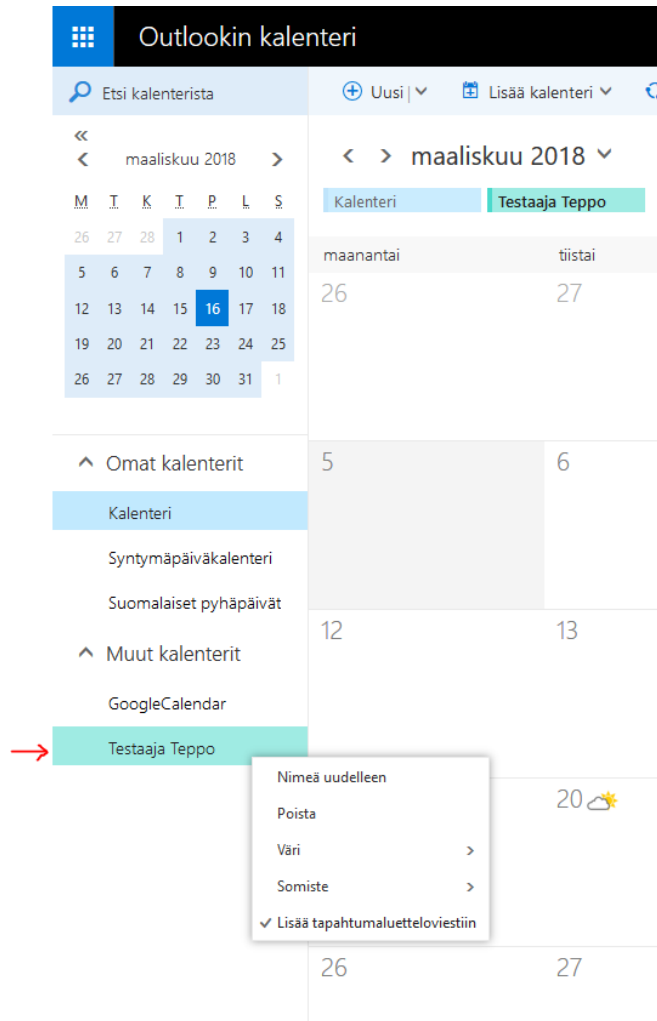 Outlookin kalenteri
Etsi kalenterista
Uusi
Lisää kalenteri
maaliskuu 2018
M T K T P L S
26 27 28 1 2 3 4
5 6 7 8 9 10 11
12 13 14 15 16 17 18
19 20 21 22 23 24 25
26 27 28 29 30 31 1
Omat kalenterit
Kalenteri
Syntymäpäiväkalenteri
Suomalaiset pyhäpäivät
Muut kalenterit
GoogleCalendar
Testaaja Teppo
Nimeä uudelleen
Poista
Väri
Somiste
Lisää tapahtumaluetteloviestiin
maaliskuu 2018
Kalenteri
Testaaja Teppo
maanantai tiistai
26 27
5 6
12 13
20
26 27